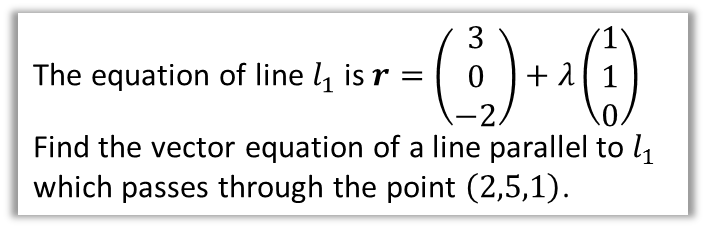 The equation of line l₁ is r = (3 0 −2) + λ (1 1 0)
Find the vector equation of a line parallel to l₁
which passes through the point (2,5,1).